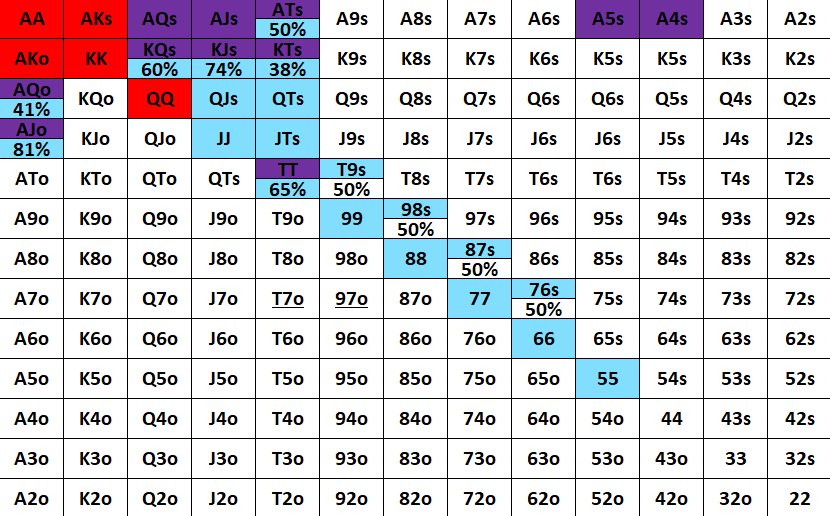 AA AKs AQs AJs ATs 50% A9s A8s A7s A6s A5s A4s A3s A2s
AKo KK KQs 60% KJs 74% KTs 38% K9s K8s K7s K6s K5s K5s K3s K2s
AQo 41% KQo QQ QJs QTs Q9s Q8s Q7s Q6s Q6s Q5s Q4s Q2s
AJo 81% KJo QJo JJ JTs J9s J8s J7s J6s J6s J5s J4s J2s
ATo KTo QTo QTs TT 65% T9s 50% T8s T7s T6s T6s T5s T4s T2s
A9o K9o Q9o J9o T9o 99 98s 50% 97s 96s 95s 94s 93s 92s
A8o K8o Q8o J8o T8o 98o 88 87s 50% 86s 85s 84s 83s 82s
A7o K7o Q7o J7o T7o 97o 87o 77 76s 50% 75s 74s 73s 72s
A6o K6o Q6o J6o T6o 96o 86o 76o 66 65s 64s 63s 62s
A5o K5o Q5o J5o T5o 95o 85o 75o 65o 55 54s 53s 52s
A4o K4o Q4o J4o T4o 94o 84o 74o 64o 54o 44 43s 42s
A3o K3o Q3o J3o T3o 93o 83o 73o 63o 53o 43o 33 32s
A2o K2o Q2o J2o T2o 92o 82o 72o 62o 52o 42o 32o 22